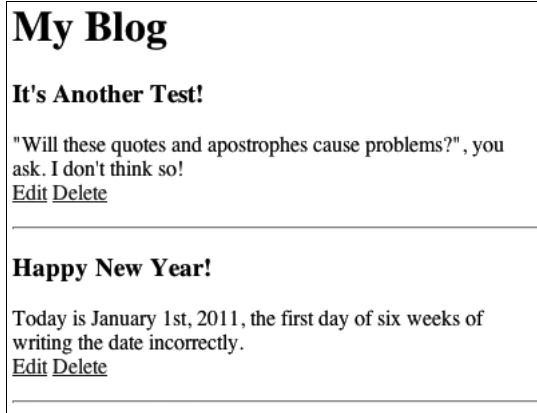 My Blog
It's Another Test!
"Will these quotes and apostrophes cause problems?", you
ask. I don't think so!
Edit Delete
Happy New Year!
Today is January 1st, 2011, the first day of six weeks of
writing the date incorrectly.
Edit Delete